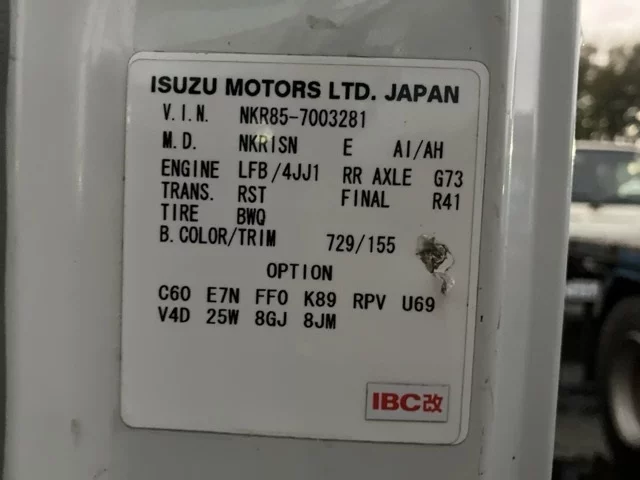 ISUZU MOTORS LTD. JAPAN
V.I.N. NKR85-7003281
M.D. NKR1SN E AI/AH
ENGINE LFB/4JJ1 RR AXLE G73
TRANS. RST FINAL R41
TIRE BWQ
B.COLOR/TRIM 729/155
OPTION
C60 E7N FF0 K89 RPV U69
V4D 25W 8GJ 8JM
IBC改